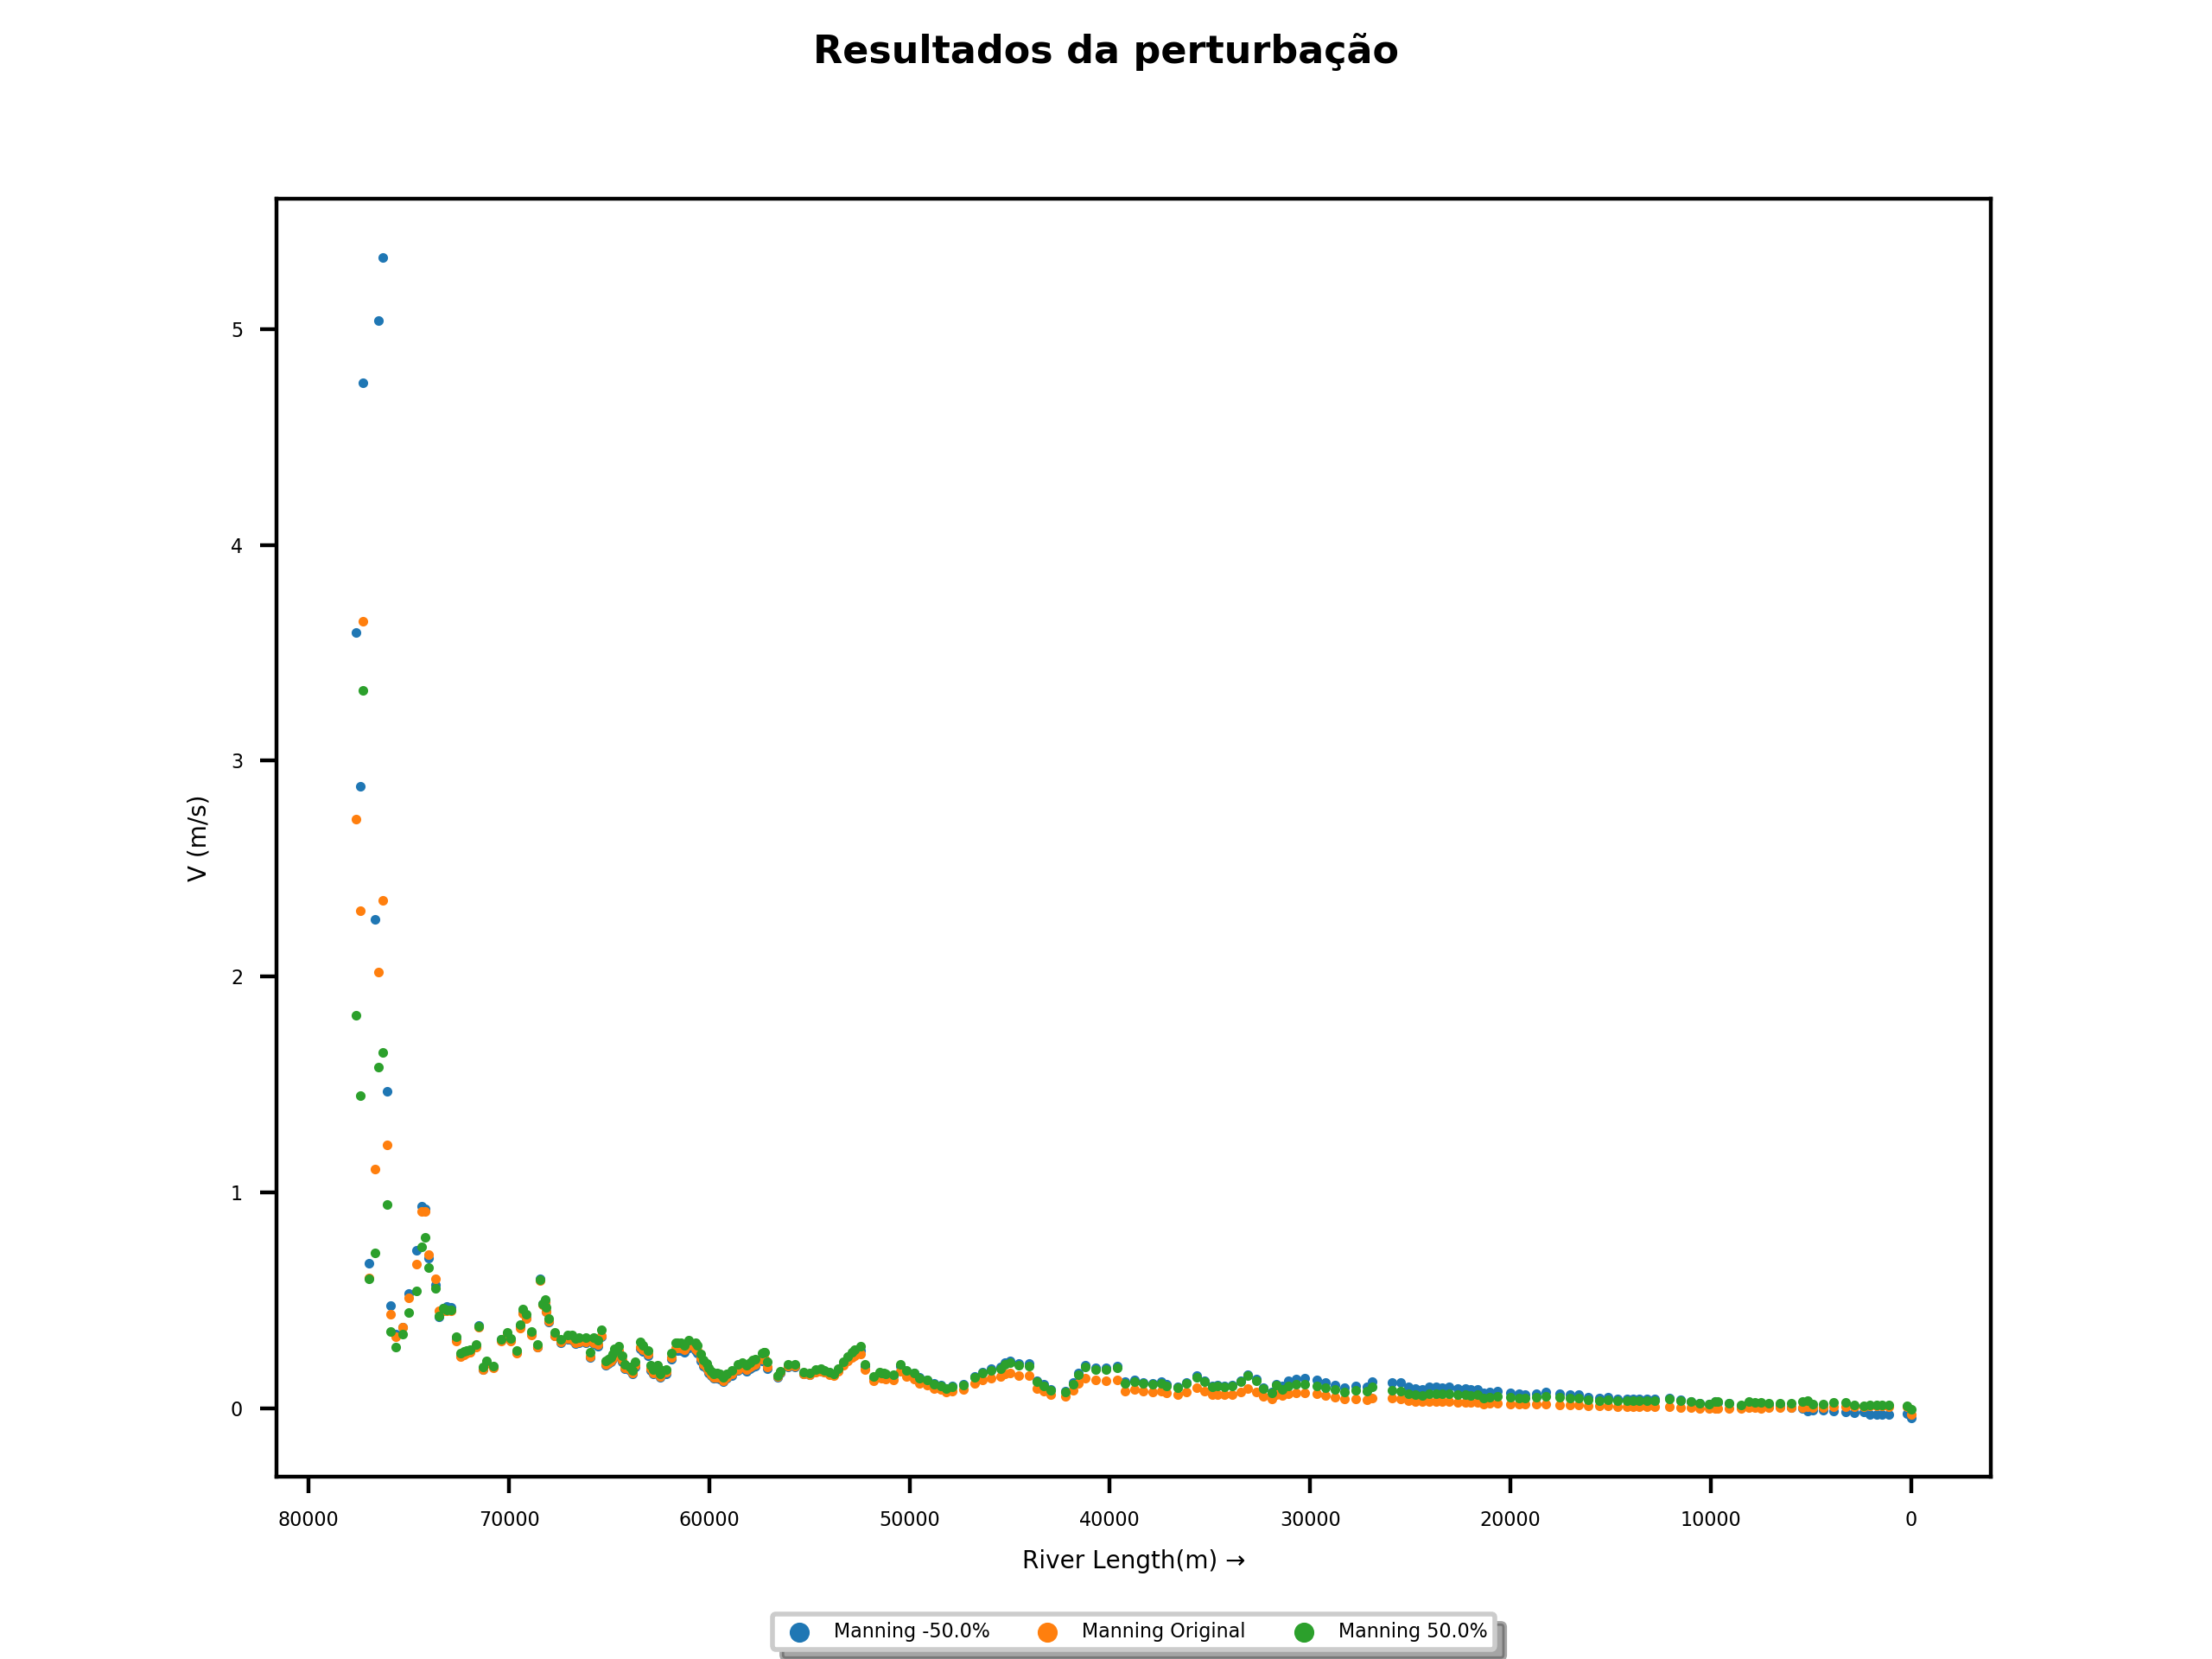 Resultados da perturbação
5
4
3
2
1
0
V (m/s)
80000 70000 60000 50000 40000 30000 20000 10000 0
River Length(m) →
Manning -50.0% Manning Original Manning 50.0%